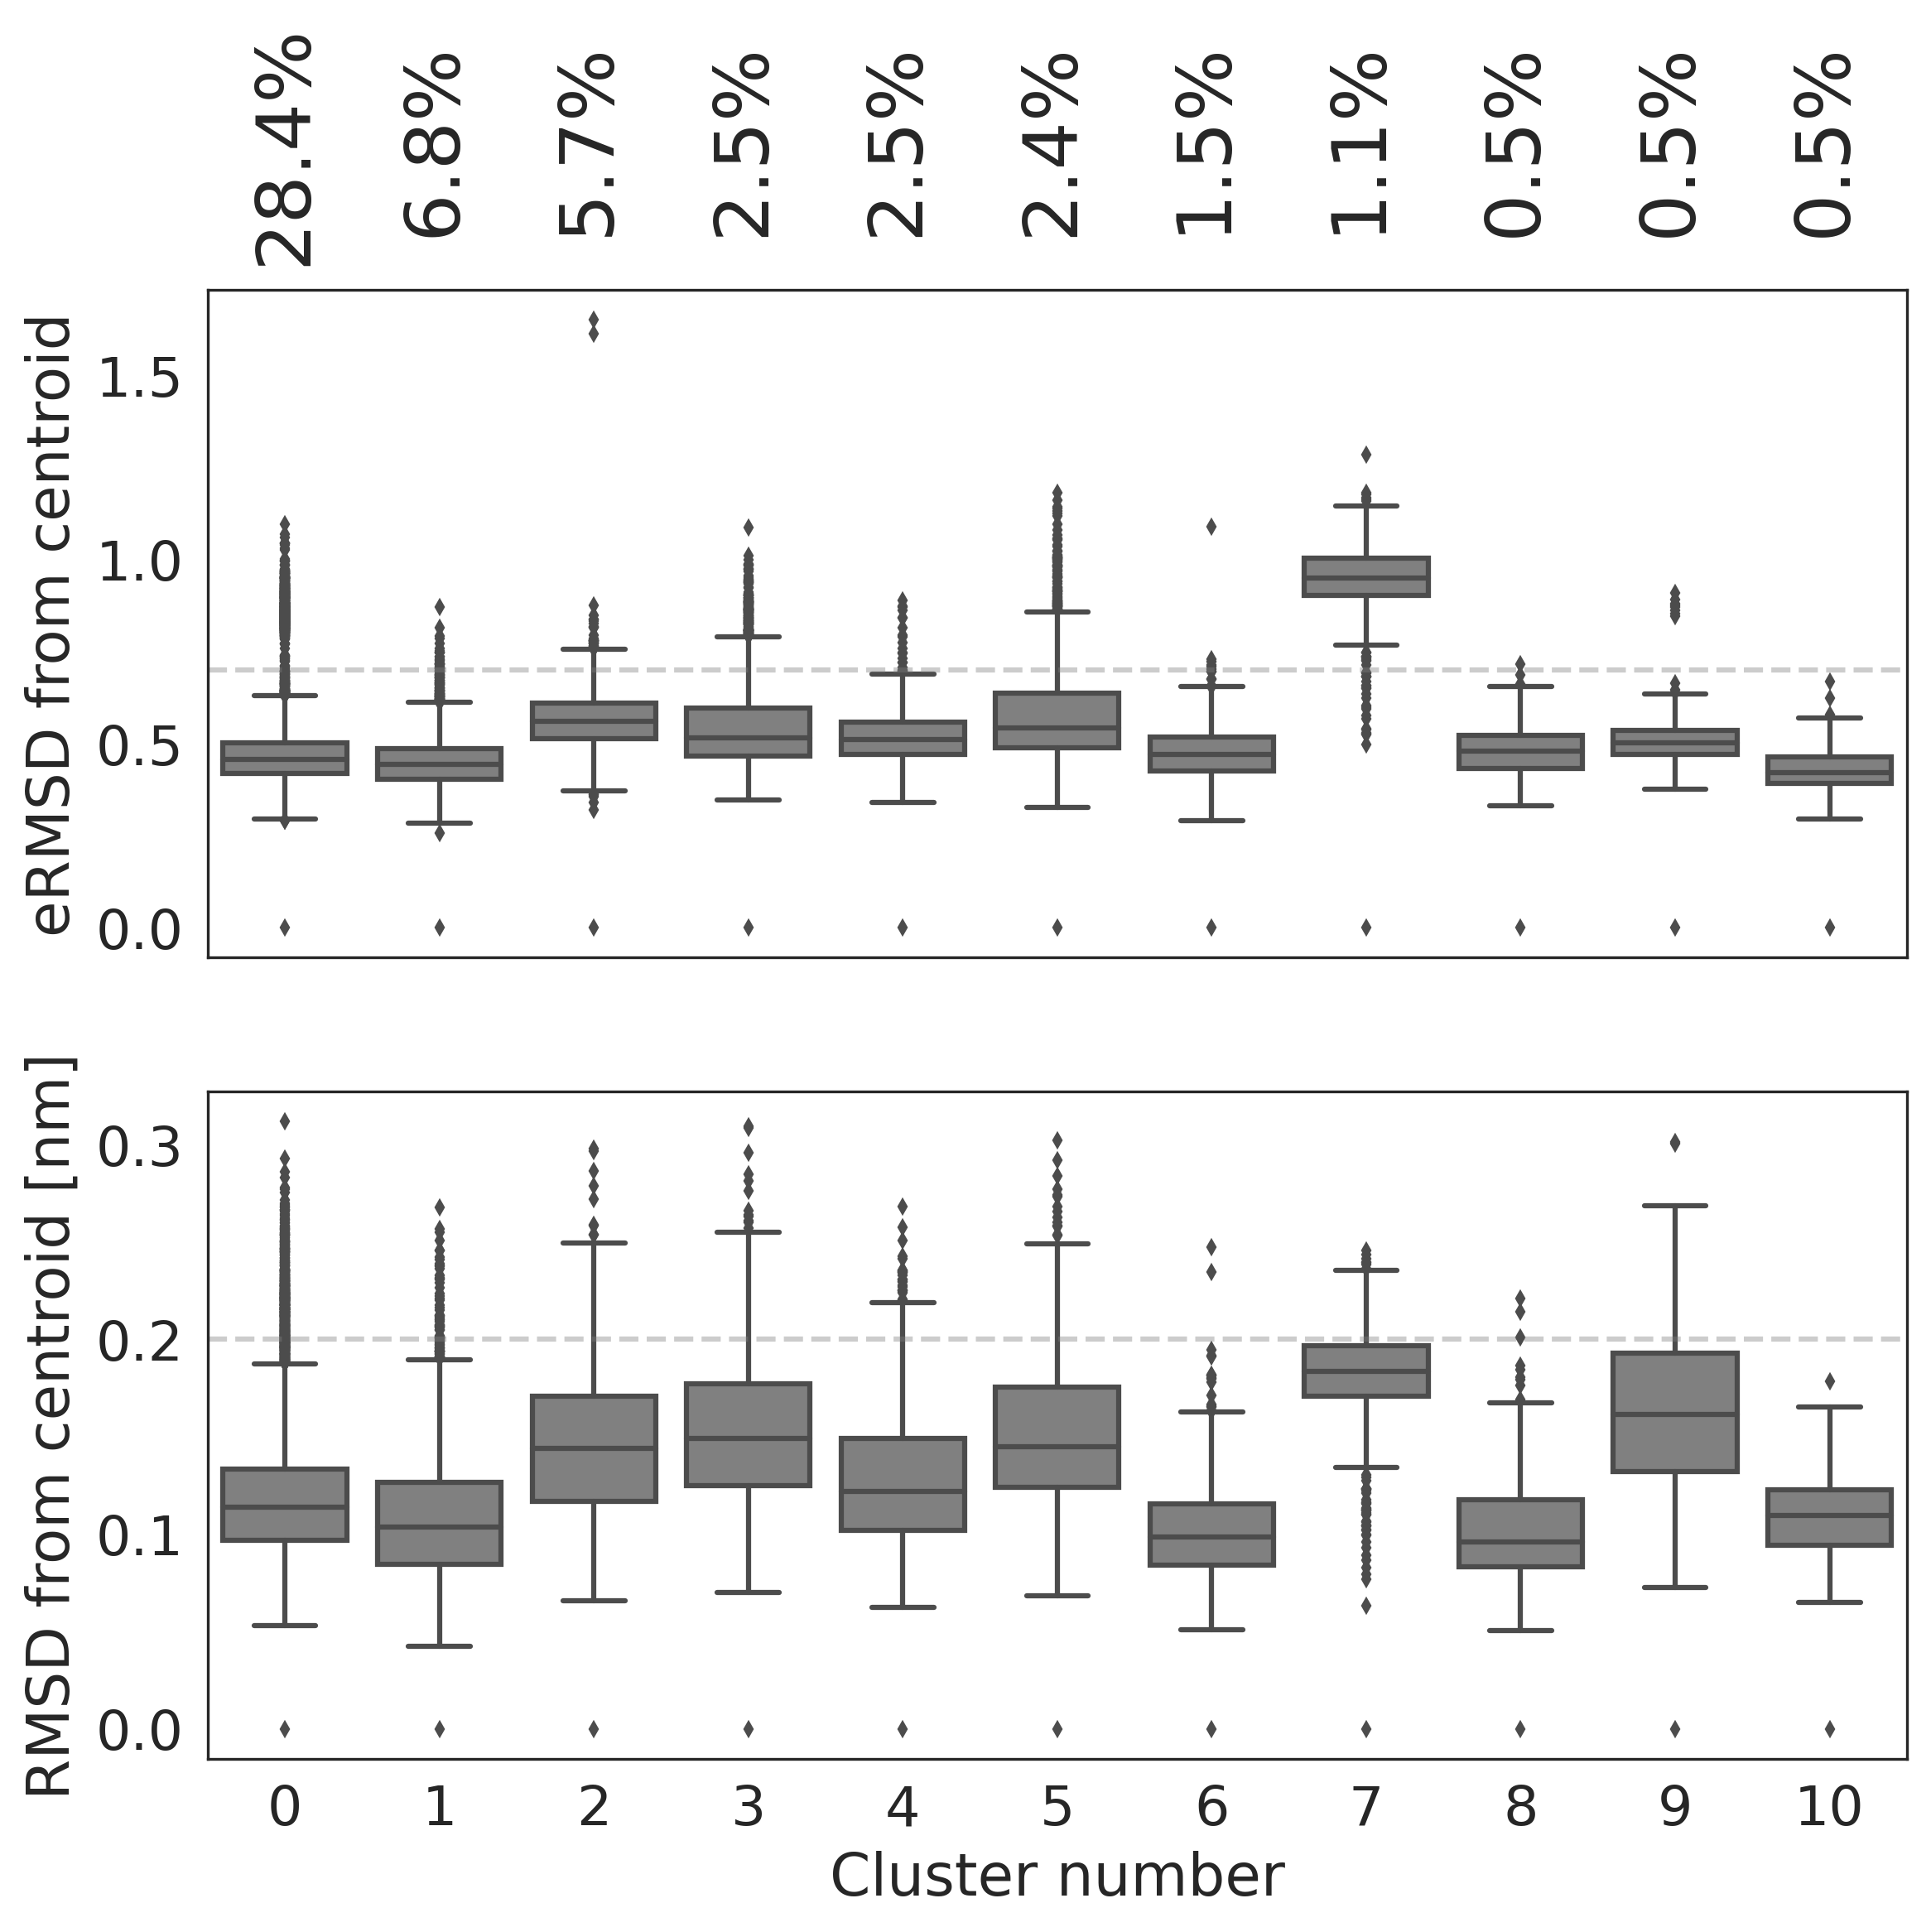 28.4% 6.8% 5.7% 2.5% 2.5% 2.4% 1.5% 1.1% 0.5% 0.5% 0.5%
eRMSD from centroid
1.5
1.0
0.5
0.0
RMSD from centroid [nm]
0.3
0.2
0.1
0.0
0 1 2 3 4 5 6 7 8 9 10
Cluster number